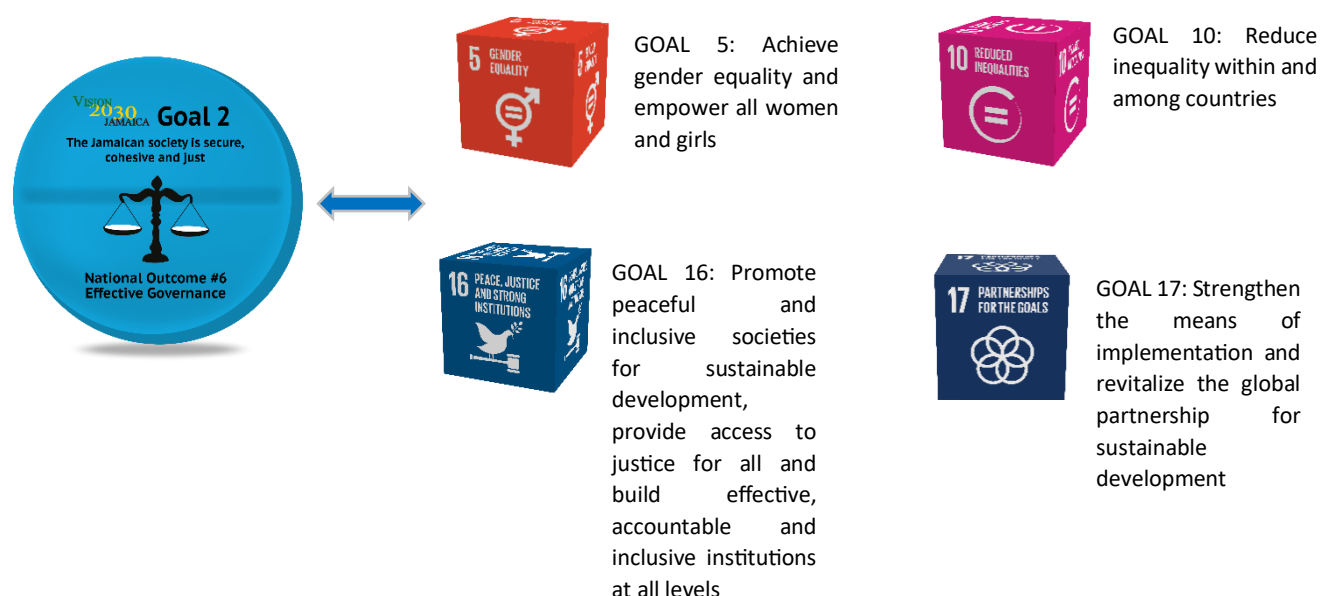 VISION
2030
JAMAICA Goal 2
The Jamaican society is secure,
cohesive and just
National Outcome #6
Effective Governance
5 GENDER
EQUALITY
GOAL 5: Achieve
gender equality and
empower all women
and girls
10 REDUCED
INEQUALITIES
GOAL 10: Reduce
inequality within and
among countries
16 PEACE, JUSTICE
AND STRONG
INSTITUTIONS
GOAL 16: Promote
peaceful and
inclusive societies
for sustainable
development,
provide access to
justice for all and
build effective,
accountable and
inclusive institutions
at all levels
17 PARTNERSHIPS
FOR THE GOALS
GOAL 17: Strengthen
the means of
implementation and
revitalize the global
partnership for
sustainable
development